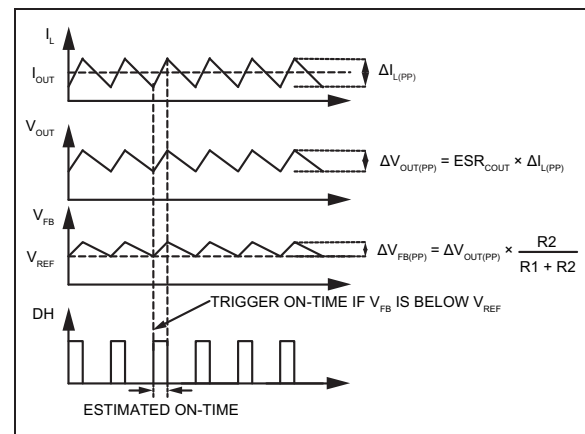 I_L
I_OUT
ΔI_L(PP)
V_OUT
ΔV_OUT(PP) = ESR_COUT × ΔI_L(PP)
V_FB
V_REF
ΔV_FB(PP) = ΔV_OUT(PP) × R2 / R1 + R2
TRIGGER ON-TIME IF V_FB IS BELOW V_REF
DH
ESTIMATED ON-TIME